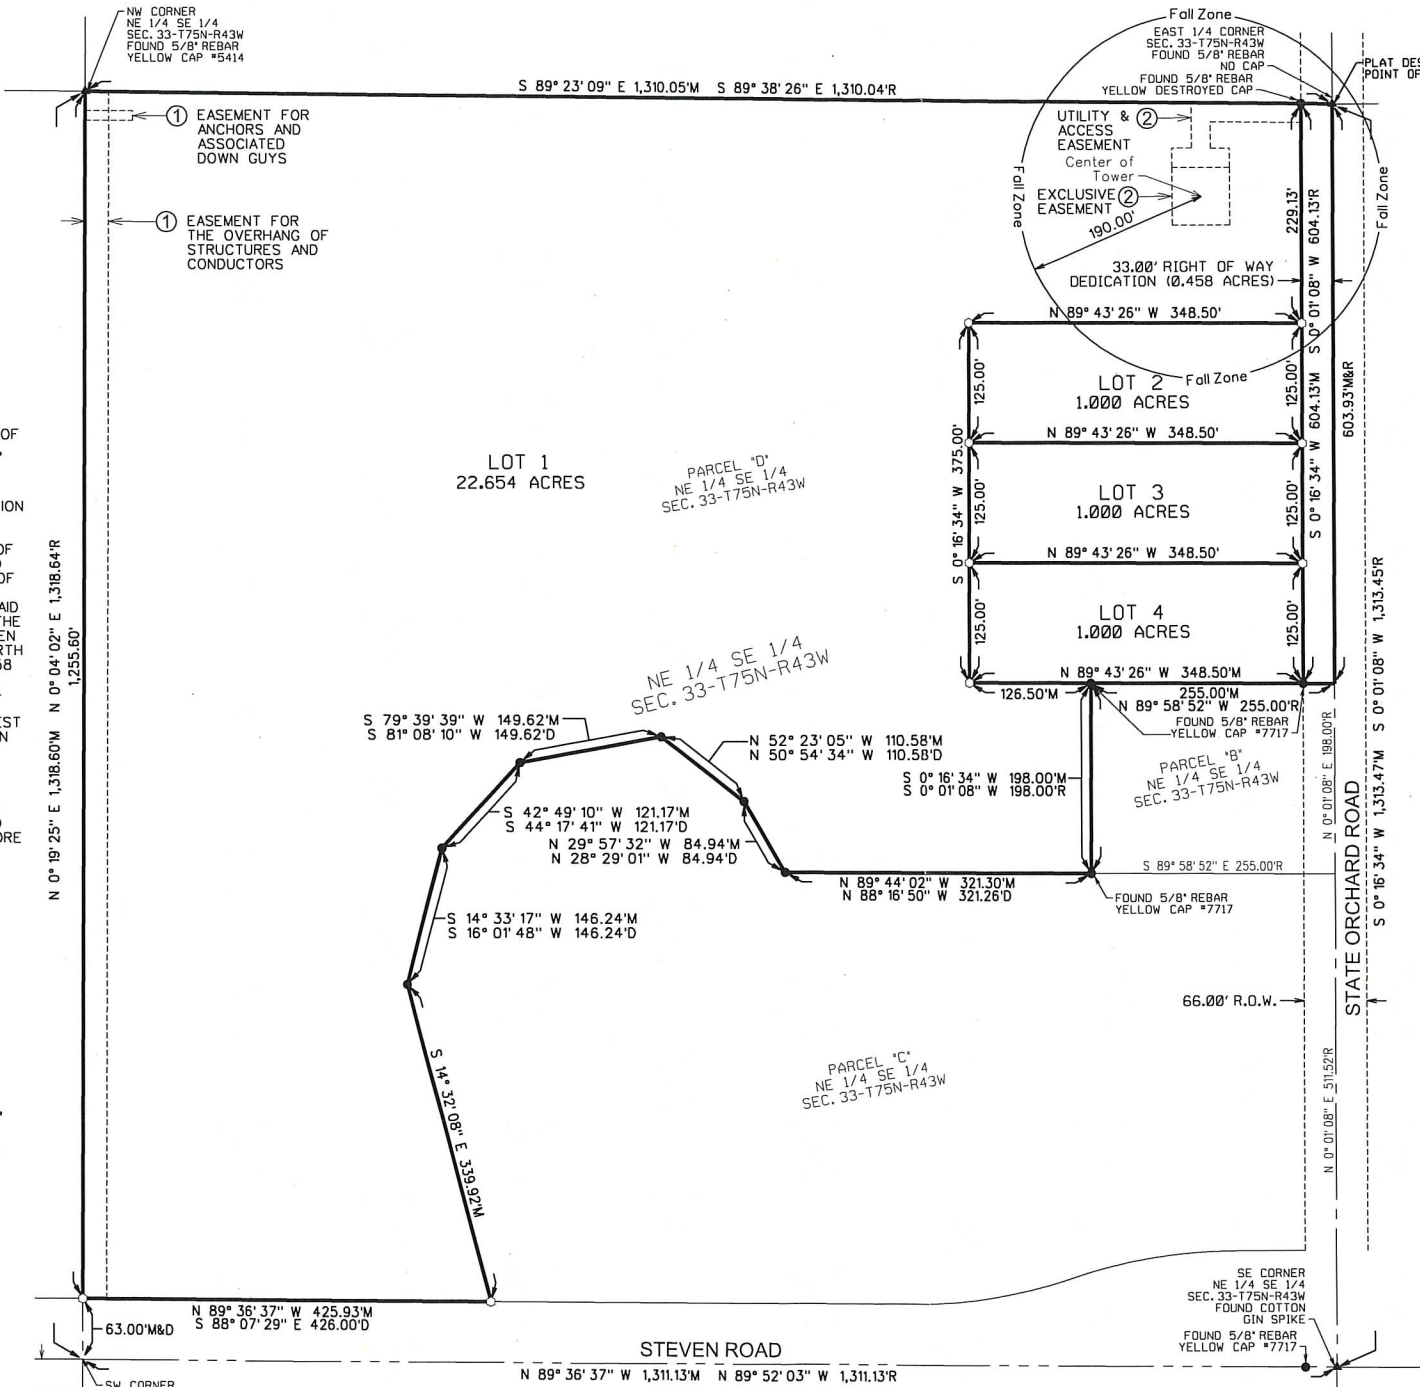 NW CORNER
NE 1/4 SE 1/4
SEC. 33-T75N-R43W
FOUND 5/8" REBAR
YELLOW CAP #5414
S 89° 23' 09" E 1,310.05'M S 89° 38' 26" E 1,310.04'R
Fall Zone
EAST 1/4 CORNER
SEC. 33-T75N-R43W
FOUND 5/8" REBAR
NO CAP
FOUND 5/8" REBAR
YELLOW DESTROYED CAP
PLAT DES
POINT OF
1 EASEMENT FOR
ANCHORS AND
ASSOCIATED
DOWN GUYS
1 EASEMENT FOR
THE OVERHANG OF
STRUCTURES AND
CONDUCTORS
UTILITY & 2
ACCESS
EASEMENT
Center of
Tower
EXCLUSIVE 2
EASEMENT
190.00'
Fall Zone
Fall Zone
229.13'
S 0° 01' 08" W 604.13'R
33.00' RIGHT OF WAY
DEDICATION (0.458 ACRES)
N 89° 43' 26" W 348.50'
125.00'
LOT 2
1.000 ACRES
Fall Zone
125.00'
S 0° 16' 34" W 604.13'M
603.93'M&R
N 89° 43' 26" W 348.50'
S 0° 16' 34" W 375.00'
125.00'
LOT 3
1.000 ACRES
125.00'
N 89° 43' 26" W 348.50'
125.00'
LOT 4
1.000 ACRES
125.00'
N 89° 43' 26" W 348.50'M
126.50'M
255.00'M
N 89° 58' 52" W 255.00'R
FOUND 5/8" REBAR
YELLOW CAP #7717
LOT 1
22.654 ACRES
PARCEL "D"
NE 1/4 SE 1/4
SEC. 33-T75N-R43W
OF
ION
OF
OF
AID
THE
EN
RTH
58
EST
N
ORE
N 0° 19' 25" E 1,318.60'M N 0° 04' 02" E 1,318.64'R
1,255.60'
NE 1/4 SE 1/4
SEC. 33-T75N-R43W
S 79° 39' 39" W 149.62'M
S 81° 08' 10" W 149.62'D
N 52° 23' 05" W 110.58'M
N 50° 54' 34" W 110.58'D
S 42° 49' 10" W 121.17'M
S 44° 17' 41" W 121.17'D
N 29° 57' 32" W 84.94'M
N 28° 29' 01" W 84.94'D
S 0° 16' 34" W 198.00'M
S 0° 01' 08" W 198.00'R
PARCEL "B"
NE 1/4 SE 1/4
SEC. 33-T75N-R43W
N 0° 01' 08" E 198.00'R
S 89° 58' 52" E 255.00'R
N 89° 44' 02" W 321.30'M
N 88° 16' 50" W 321.26'D
FOUND 5/8" REBAR
YELLOW CAP #7717
S 14° 33' 17" W 146.24'M
S 16° 01' 48" W 146.24'D
STATE ORCHARD ROAD
S 0° 16' 34" W 1,313.47'M S 0° 01' 08" W 1,313.45'R
66.00' R.O.W.
PARCEL "C"
NE 1/4 SE 1/4
SEC. 33-T75N-R43W
S 14° 32' 08" E 339.92'M
N 0° 01' 08" E 511.52'R
N 89° 36' 37" W 425.93'M
S 88° 07' 29" E 426.00'D
63.00'M&D
SE CORNER
NE 1/4 SE 1/4
SEC. 33-T75N-R43W
FOUND COTTON
GIN SPIKE
FOUND 5/8" REBAR
YELLOW CAP #7717
STEVEN ROAD
N 89° 36' 37" W 1,311.13'M N 89° 52' 03" W 1,311.13'R
SW CORNER